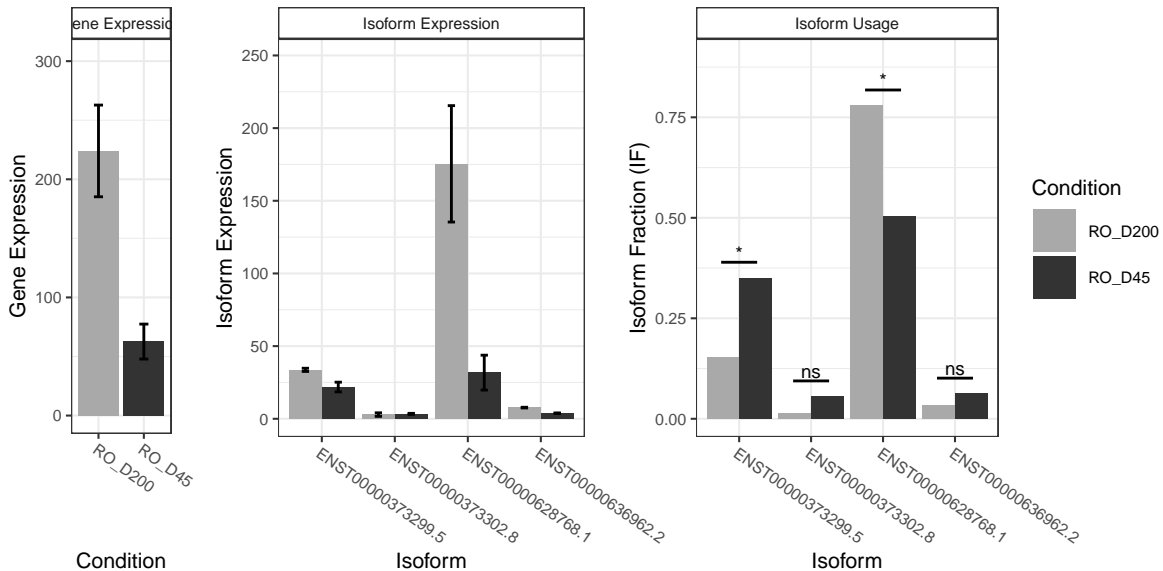 ene Expressio
Gene Expression
300
200
100
0
RO_D200
RO_D45
Condition
Isoform Expression
Isoform Expression
250
200
150
100
50
0
ENST00000373299.5
ENST00000373302.8
ENST00000628768.1
ENST00000636962.2
Isoform
Isoform Usage
Isoform Fraction (IF)
0.75
0.50
0.25
0.00
*
ns
*
ns
ENST00000373299.5
ENST00000373302.8
ENST00000628768.1
ENST00000636962.2
Isoform
Condition
RO_D200
RO_D45